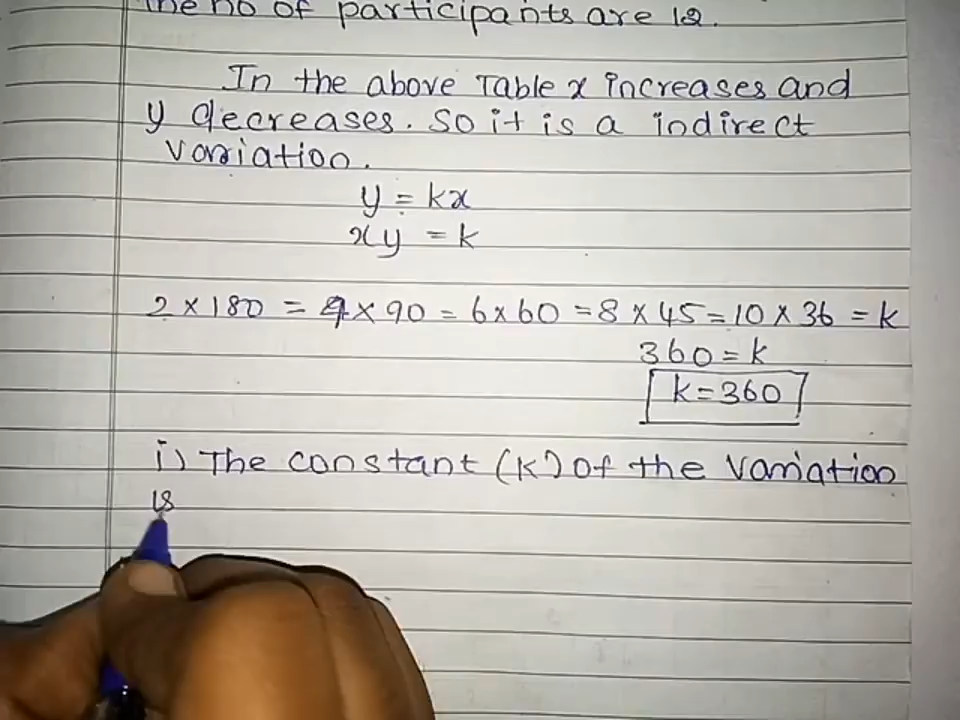 The no of participants are 12.
In the above Table x increases and
y decreases. So it is a indirect
variation.
y = kx
xy = k
2 × 180 = 4 × 90 = 6 × 60 = 8 × 45 = 10 × 36 = k
360 = k
k = 360
i) The constant (K) of the variation
is